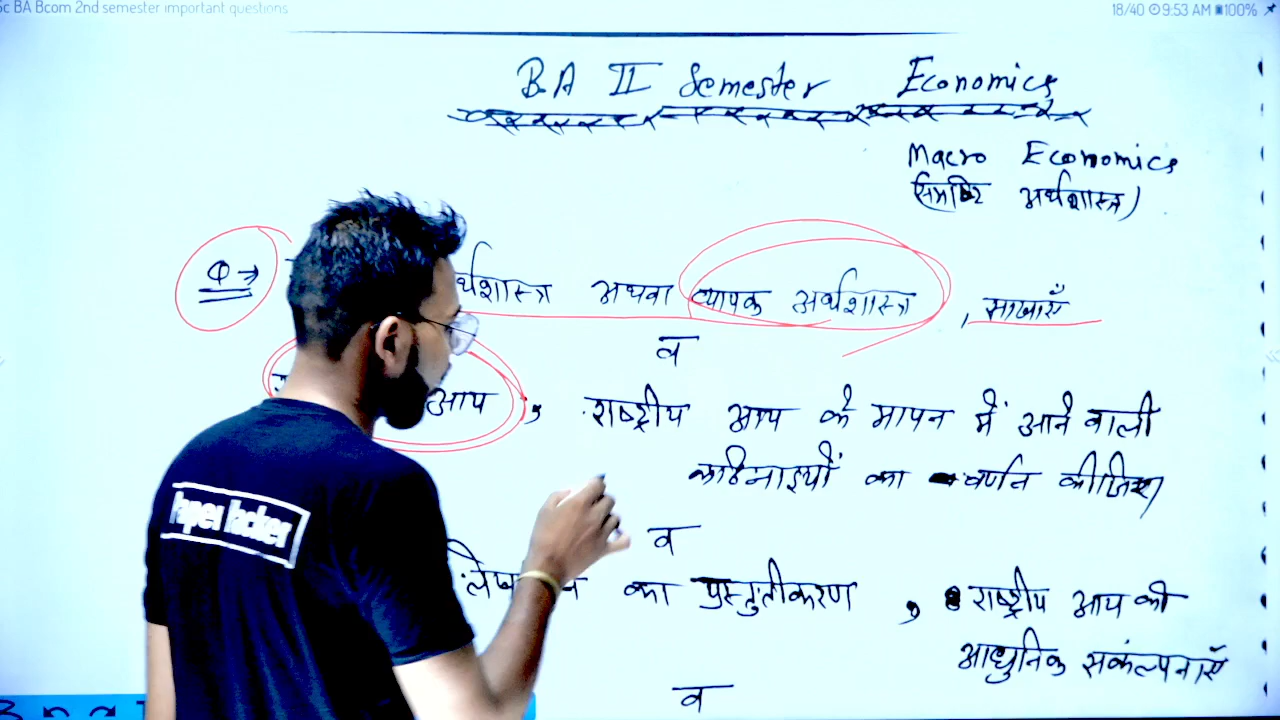 Sc BA Bcom 2nd semester important questions
18/40 9:53 AM 100%
BA II Semester Economics
Macro Economics
(समष्टि अर्थशास्त्र)
Q → र्थशास्त्र अथवा व्यापक अर्थशास्त्र , साखाएँ
व
आय , राष्ट्रीय आय के मापन में आने वाली
कठिनाइयों का वर्णन कीजिए
व
का प्रस्तुतीकरण , राष्ट्रीय आय की
आधुनिक सकंल्पनाएँ
व
Paper Hacker